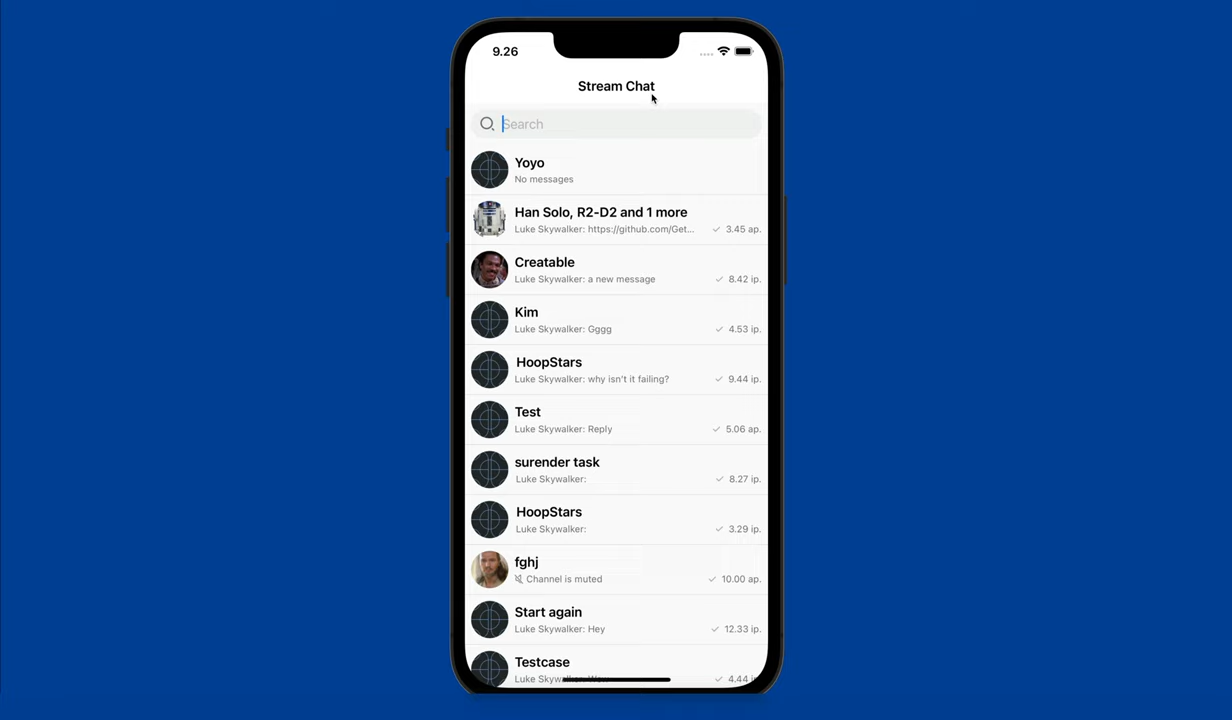 9.26
Stream Chat
Search
Yoyo
No messages
Han Solo, R2-D2 and 1 more
Luke Skywalker: https://github.com/Get... 3.45 ap.
Creatable
Luke Skywalker: a new message 8.42 ip.
Kim
Luke Skywalker: Gggg 4.53 ip.
HoopStars
Luke Skywalker: why isn't it failing? 9.44 ip.
Test
Luke Skywalker: Reply 5.06 ap.
surender task
Luke Skywalker: 8.27 ip.
HoopStars
Luke Skywalker: 3.29 ip.
fghj
Channel is muted 10.00 ap.
Start again
Luke Skywalker: Hey 12.33 ip.
Testcase
Luke 4.44